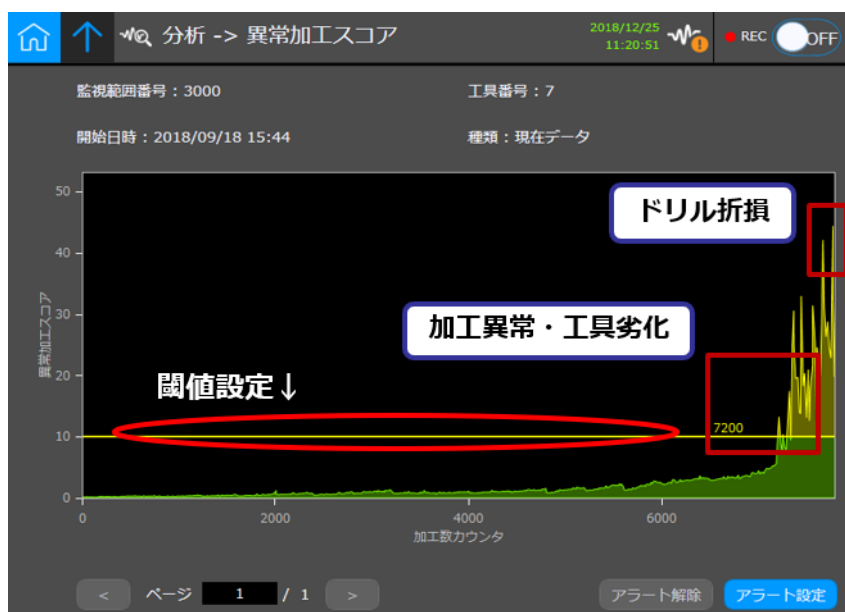 分析 -> 異常加工スコア
2018/12/25
11:20:51
REC
OFF
監視範囲番号：3000
工具番号：7
開始日時：2018/09/18 15:44
種類：現在データ
50
ドリル折損
40
30
加工異常・工具劣化
異常加工スコア
20
閾値設定↓
7200
10
0
0
2000
4000
6000
加工数カウンタ
<
ページ
1
/ 1
>
アラート解除
アラート設定